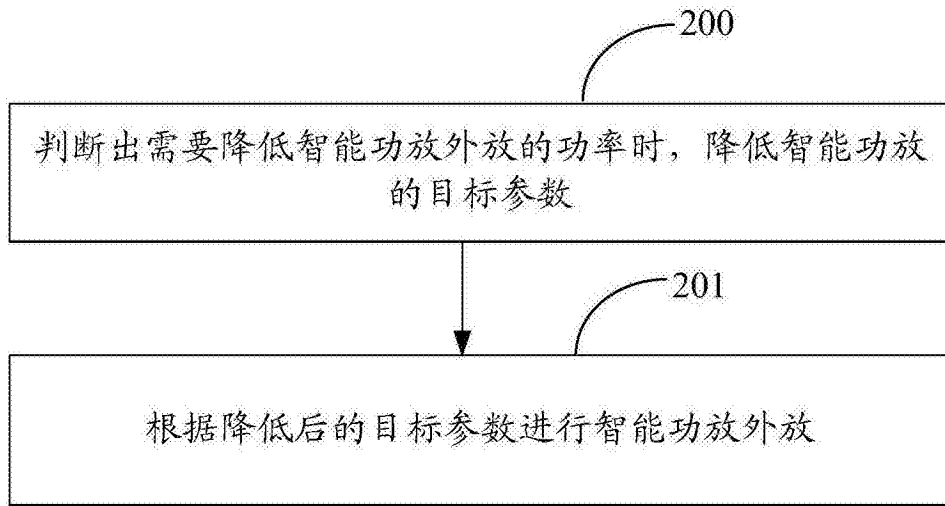 200
判断出需要降低智能功放外放的功率时，降低智能功放
的目标参数
201
根据降低后的目标参数进行智能功放外放